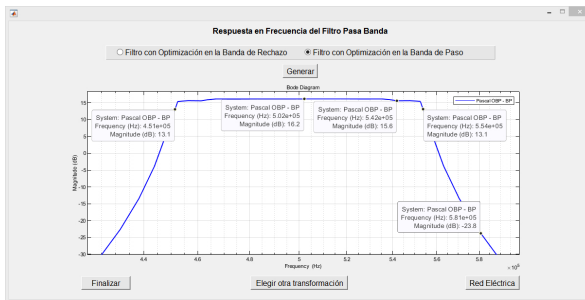 Respuesta en Frecuencia del Filtro Pasa Banda
Filtro con Optimización en la Banda de Rechazo Filtro con Optimización en la Banda de Paso
Generar
Bode Diagram
Pascal OBP - BP
System: Pascal OBP - BP
Frequency (Hz): 4.51e+05
Magnitude (dB): 13.1
System: Pascal OBP - BP
Frequency (Hz): 5.02e+05
Magnitude (dB): 16.2
System: Pascal OBP - BP
Frequency (Hz): 5.42e+05
Magnitude (dB): 15.6
System: Pascal OBP - BP
Frequency (Hz): 5.54e+05
Magnitude (dB): 13.1
System: Pascal OBP - BP
Frequency (Hz): 5.81e+05
Magnitude (dB): -23.8
Magnitude (dB)
15
10
5
0
-5
-10
-15
-20
-25
-30
4.4 4.6 4.8 5 5.2 5.4 5.6 5.8
Frequency (Hz)
Finalizar Elegir otra transformación Red Eléctrica